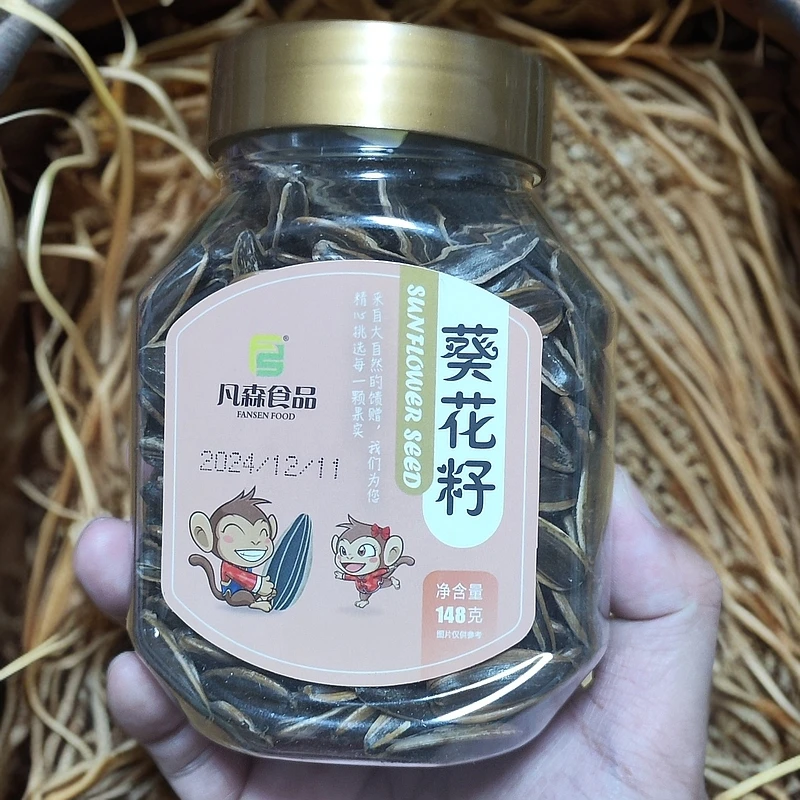 葵花籽
SUNFLOWER SEED
采自大自然的馈赠，我们为您
精心挑选每一颗果实
®
凡森食品
FANSEN FOOD
2024/12/11
净含量
148克
图片仅供参考